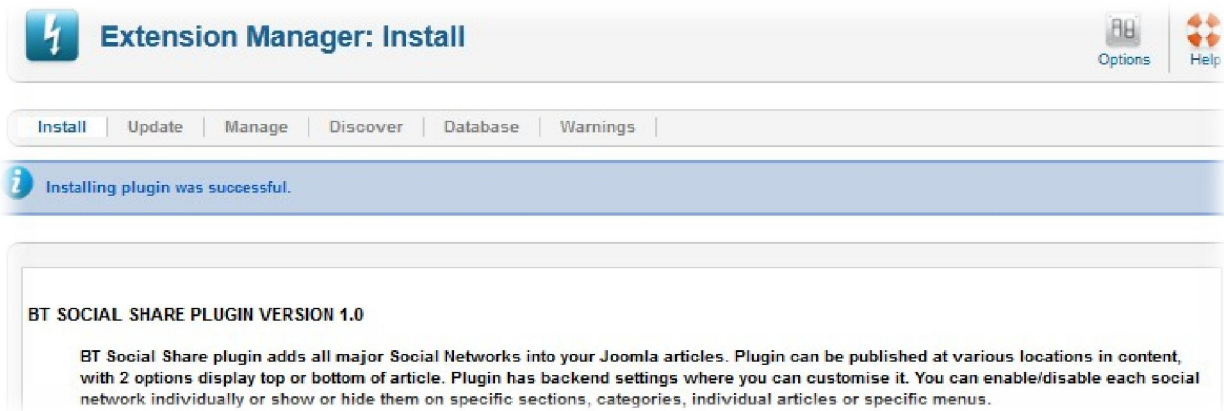 Extension Manager: Install
Options
Help
Install Update Manage Discover Database Warnings
Installing plugin was successful.
BT SOCIAL SHARE PLUGIN VERSION 1.0
BT Social Share plugin adds all major Social Networks into your Joomla articles. Plugin can be published at various locations in content,
with 2 options display top or bottom of article. Plugin has backend settings where you can customise it. You can enable/disable each social
network individually or show or hide them on specific sections, categories, individual articles or specific menus.